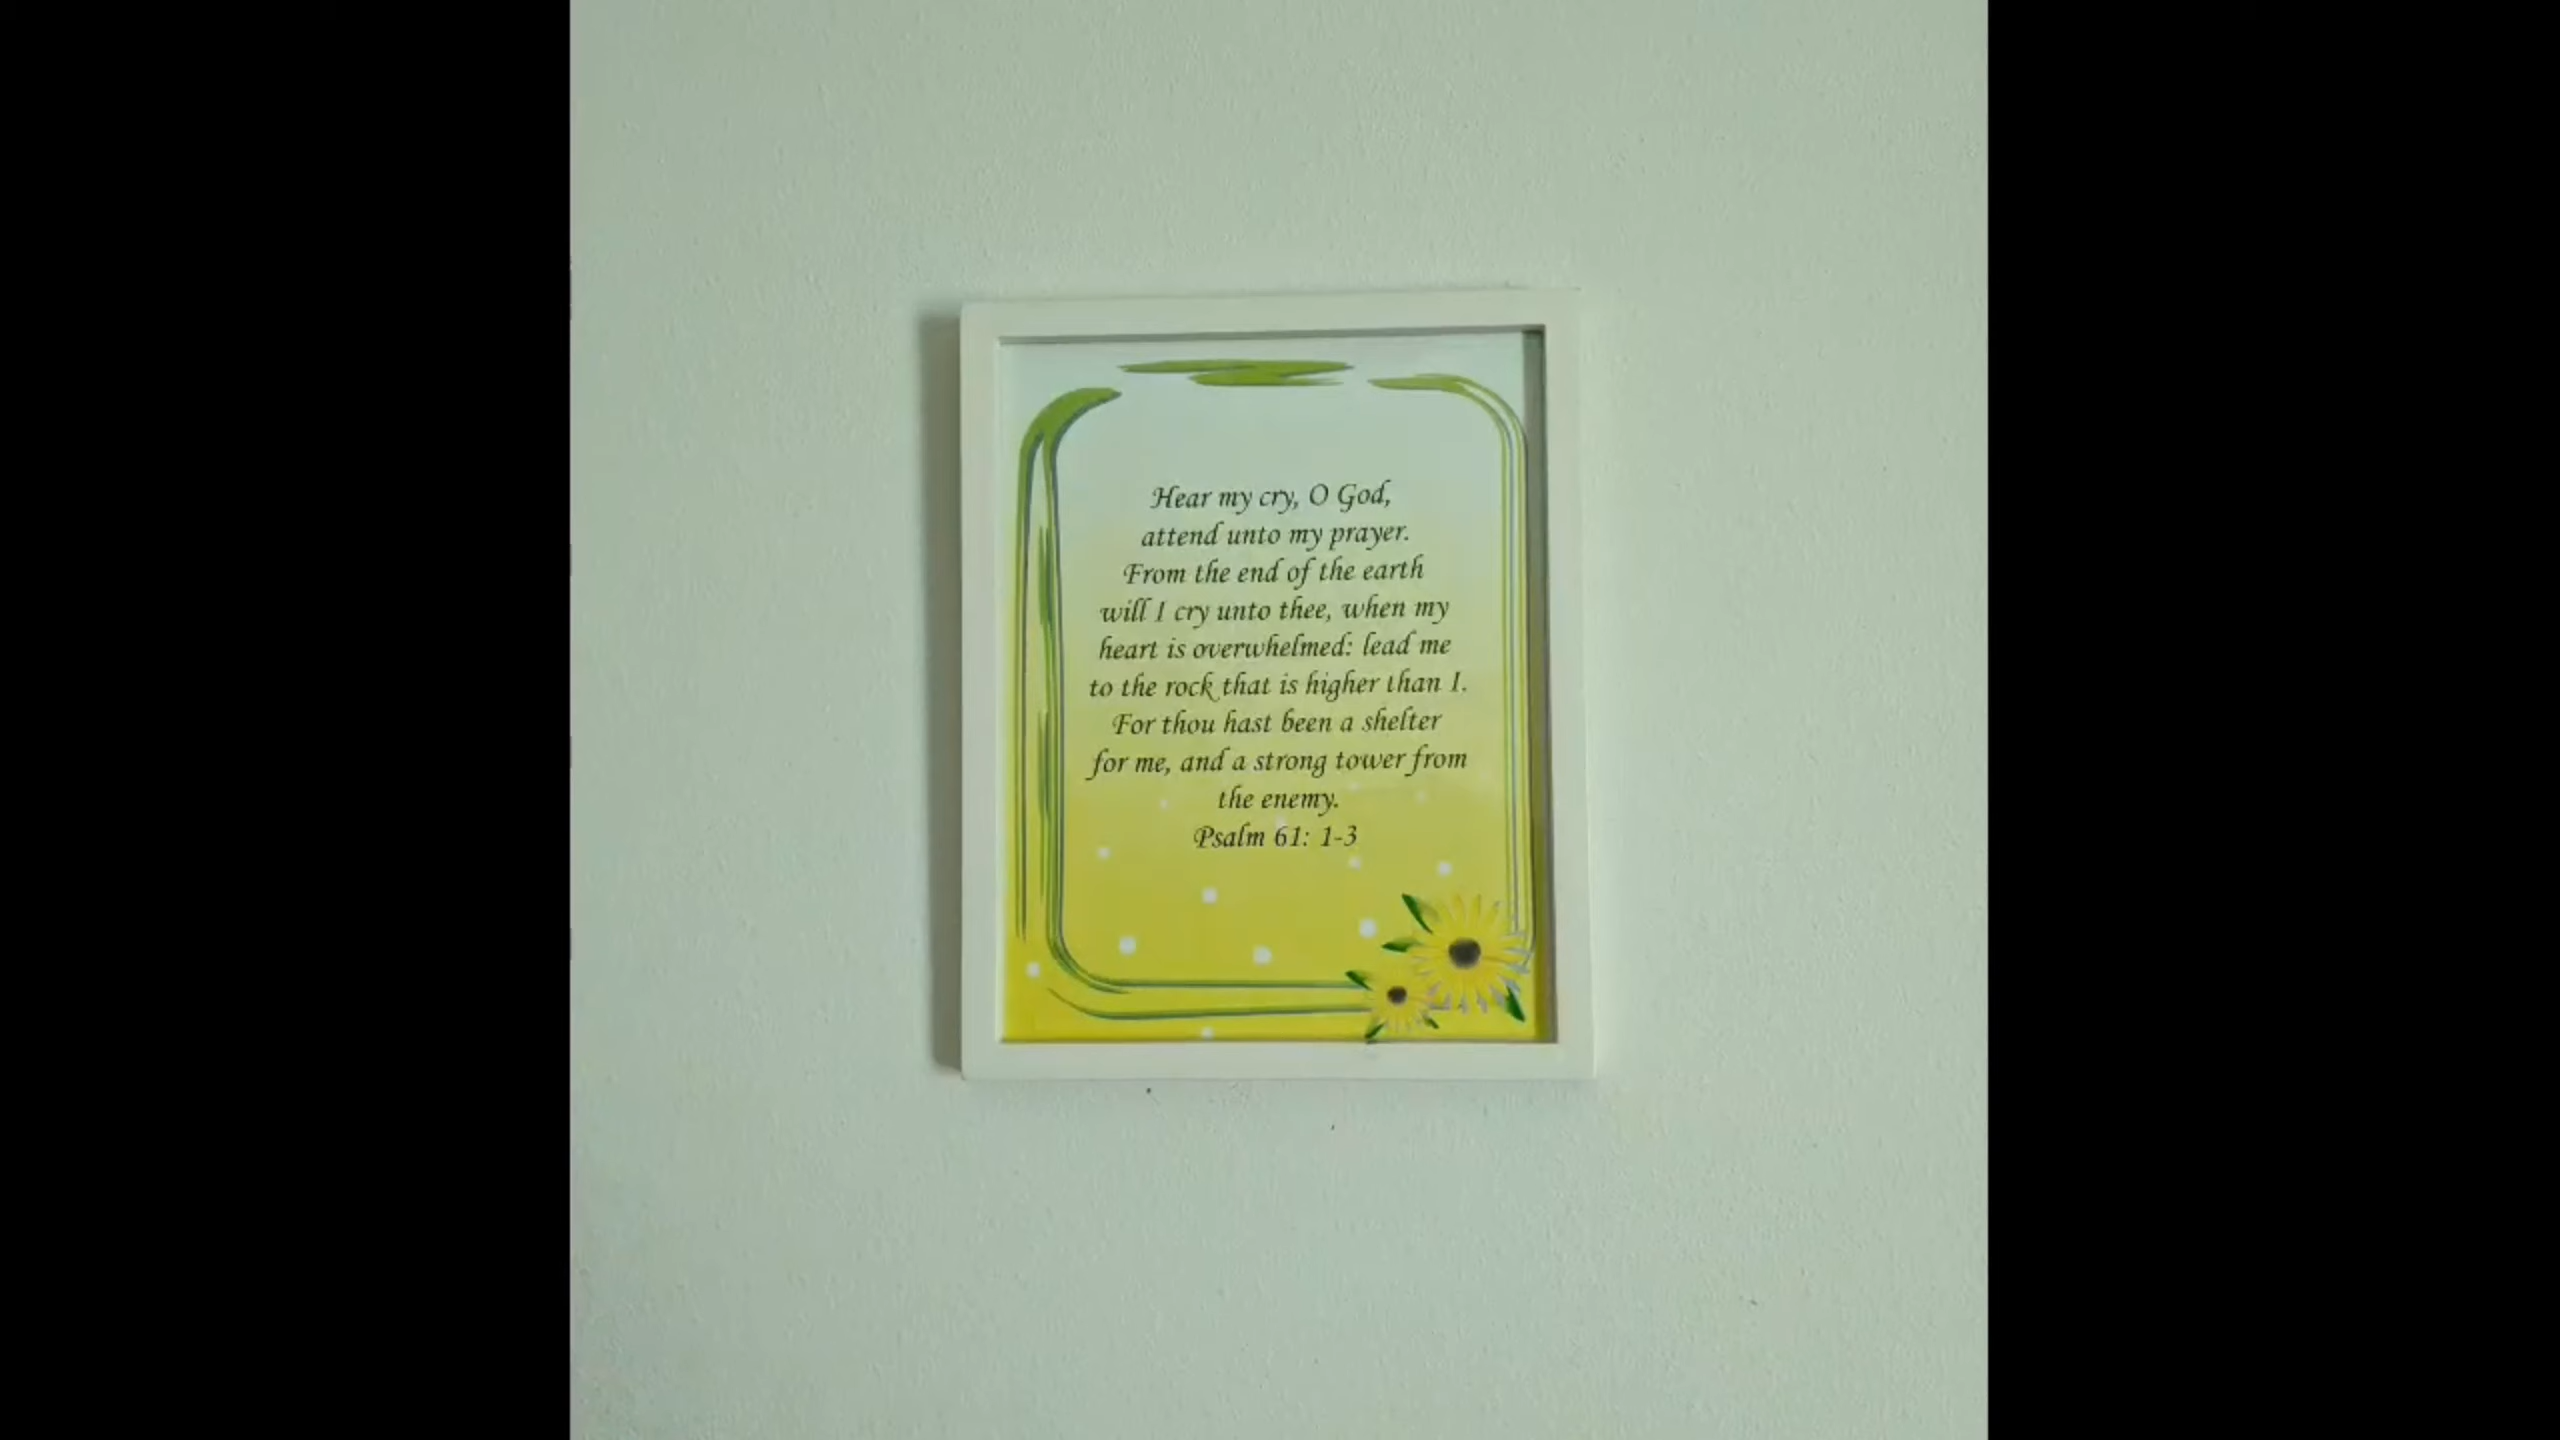 Hear my cry, O God,
attend unto my prayer.
From the end of the earth
will I cry unto thee, when my
heart is overwhelmed: lead me
to the rock that is higher than I.
For thou hast been a shelter
for me, and a strong tower from
the enemy.
Psalm 61: 1-3